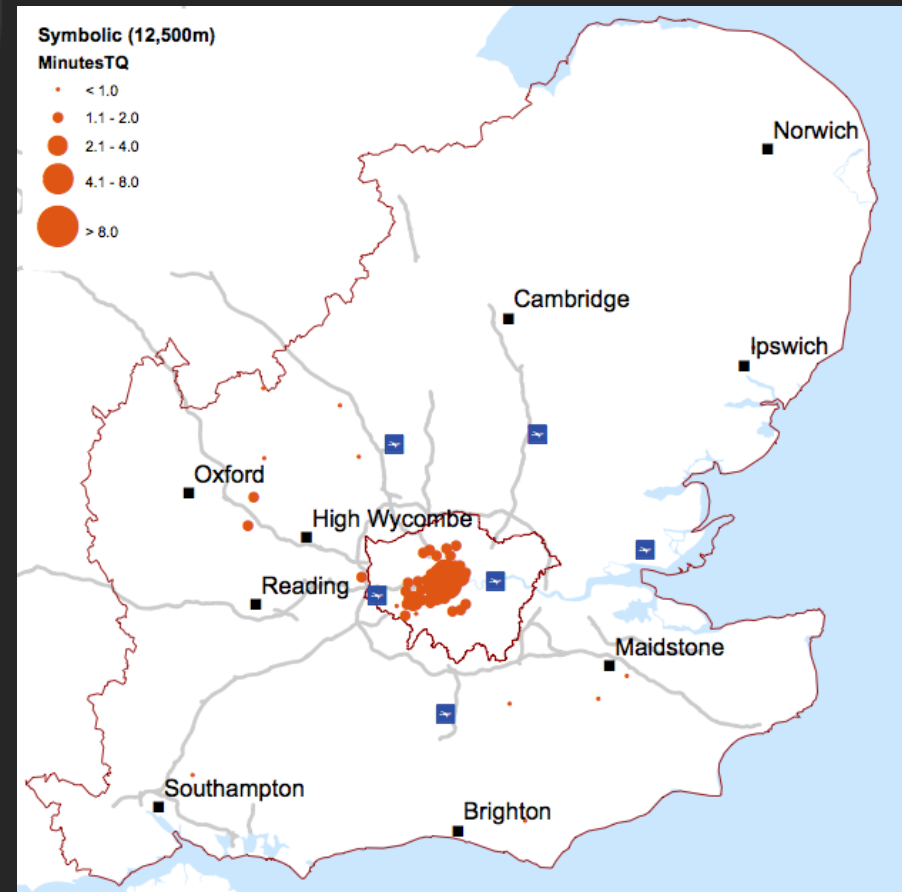 Symbolic (12,500m)
MinutesTQ
< 1.0
1.1 - 2.0
2.1 - 4.0
4.1 - 8.0
> 8.0
Norwich
Cambridge
Ipswich
Oxford
High Wycombe
Reading
Maidstone
Southampton
Brighton